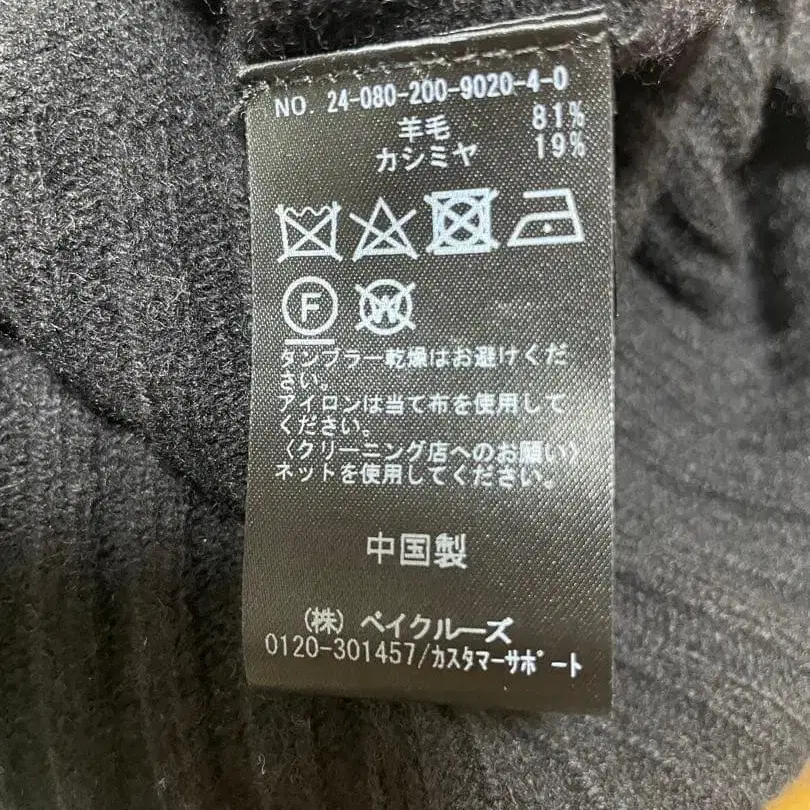 NO. 24-080-200-9020-4-0
羊毛 81%
カシミヤ 19%
F W
タンブラー乾燥はお避けくだ
さい。
アイロンは当て布を使用して
ください。
〈クリーニング店へのお願い〉
ネットを使用してください。
中国製
(株) ベイクルーズ
0120-301457/カスタマーサポート